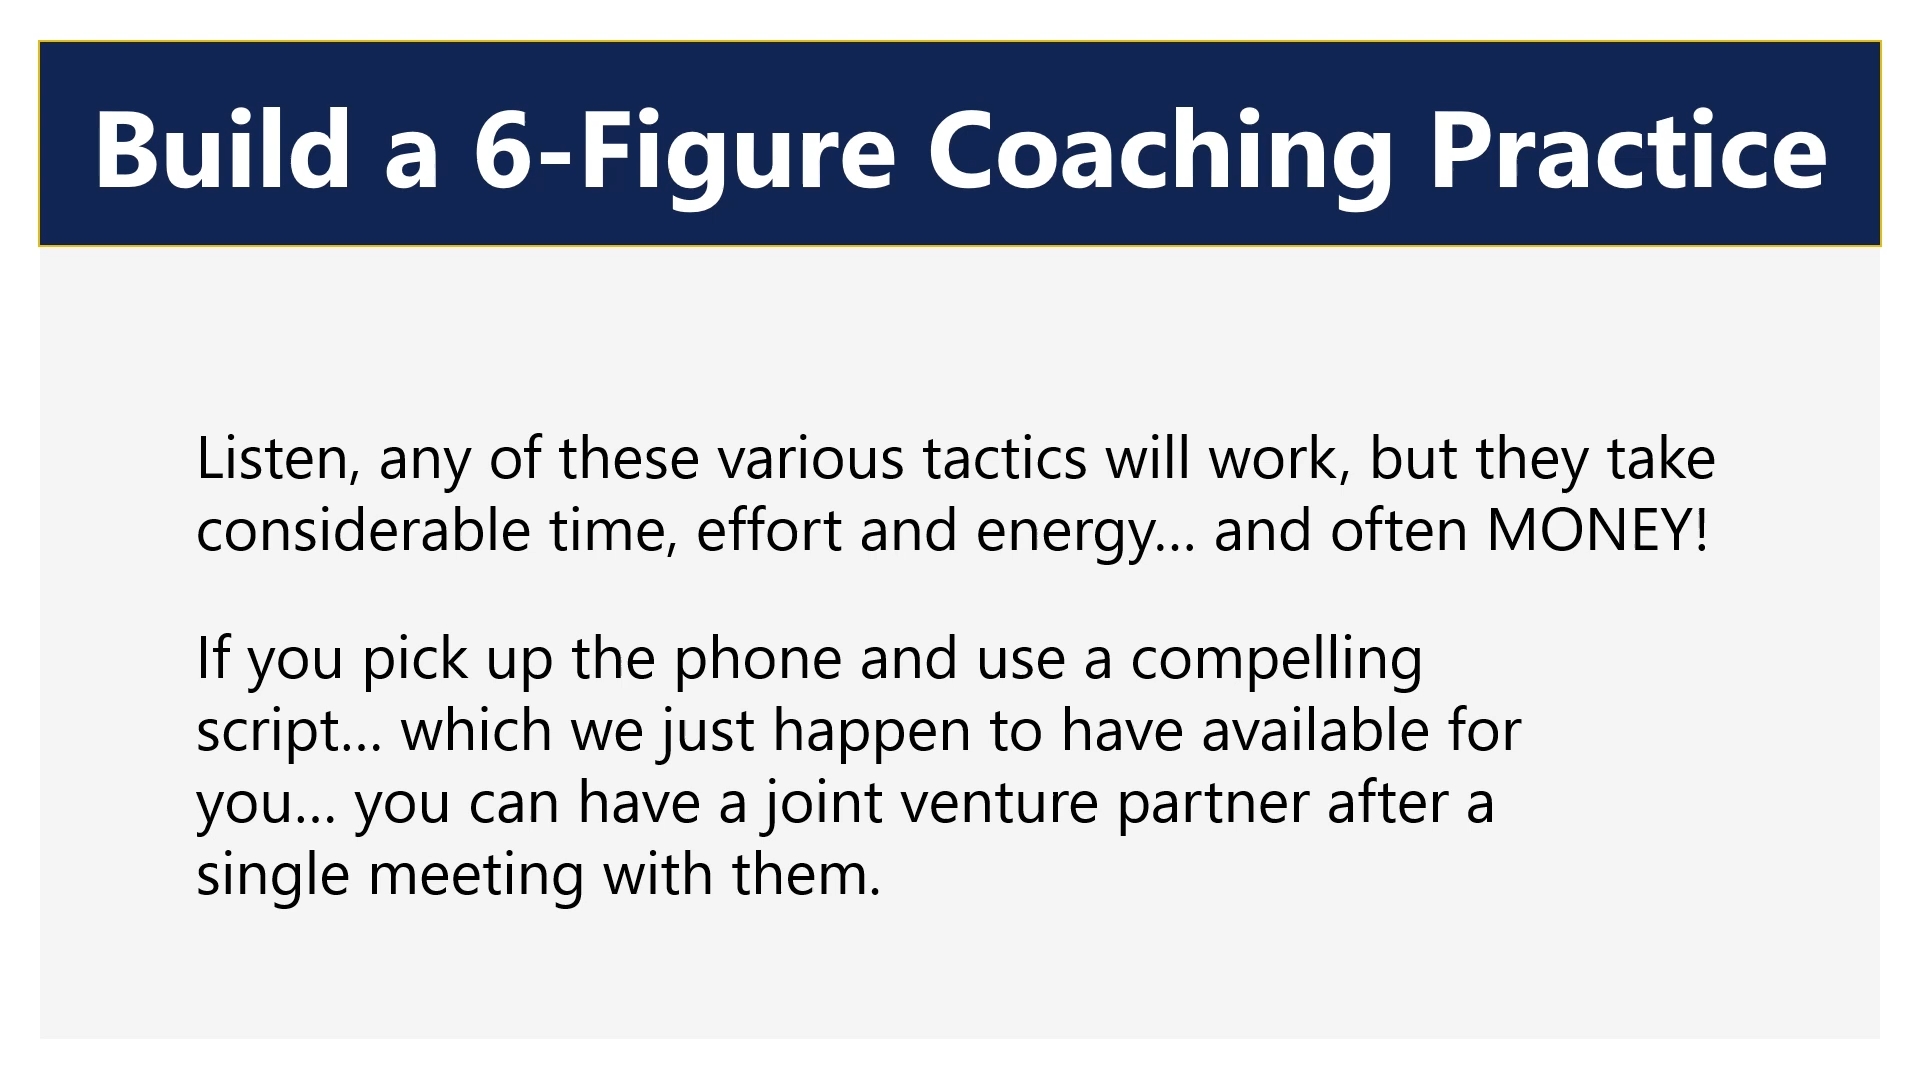 Build a 6-Figure Coaching Practice
Listen, any of these various tactics will work, but they take
considerable time, effort and energy... and often MONEY!
If you pick up the phone and use a compelling
script... which we just happen to have available for
you... you can have a joint venture partner after a
single meeting with them.